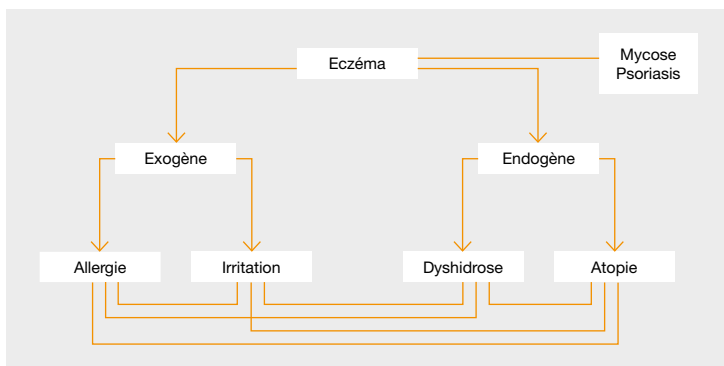 Eczéma
Mycose
Psoriasis
Exogène
Endogène
Allergie
Irritation
Dyshidrose
Atopie